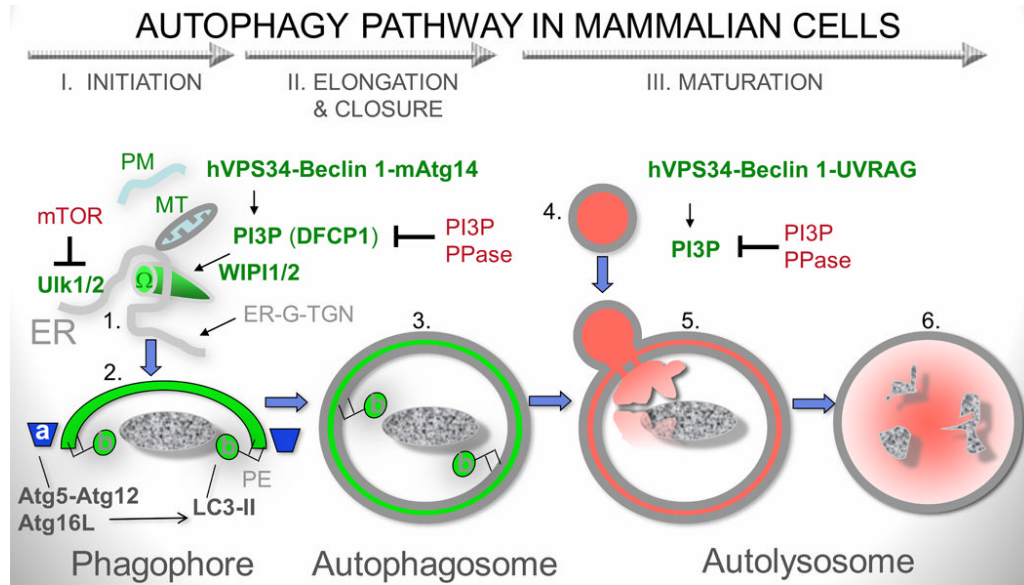 AUTOPHAGY PATHWAY IN MAMMALIAN CELLS
I. INITIATION
II. ELONGATION
& CLOSURE
III. MATURATION
PM
MT
mTOR
Ulk1/2
Ω
ER
hVPS34-Beclin 1-mAtg14
PI3P (DFCP1)
WIPI1/2
PI3P
PPase
ER-G-TGN
hVPS34-Beclin 1-UVRAG
PI3P
PI3P
PPase
1.
2.
3.
4.
5.
6.
a
b
b
b
b
PE
Atg5-Atg12
Atg16L
LC3-II
Phagophore
Autophagosome
Autolysosome